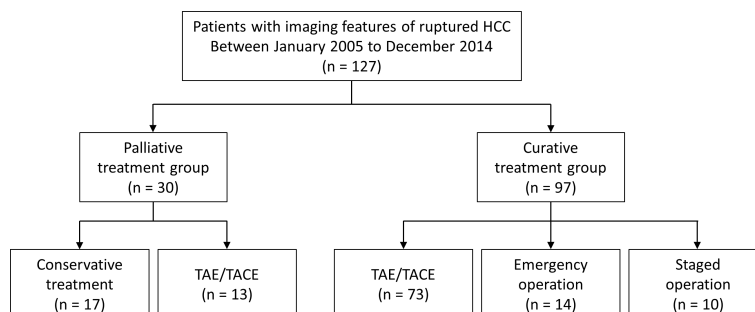 Patients with imaging features of ruptured HCC
Between January 2005 to December 2014
(n = 127)
Palliative
treatment group
(n = 30)
Curative
treatment group
(n = 97)
Conservative
treatment
(n = 17)
TAE/TACE
(n = 13)
TAE/TACE
(n = 73)
Emergency
operation
(n = 14)
Staged
operation
(n = 10)